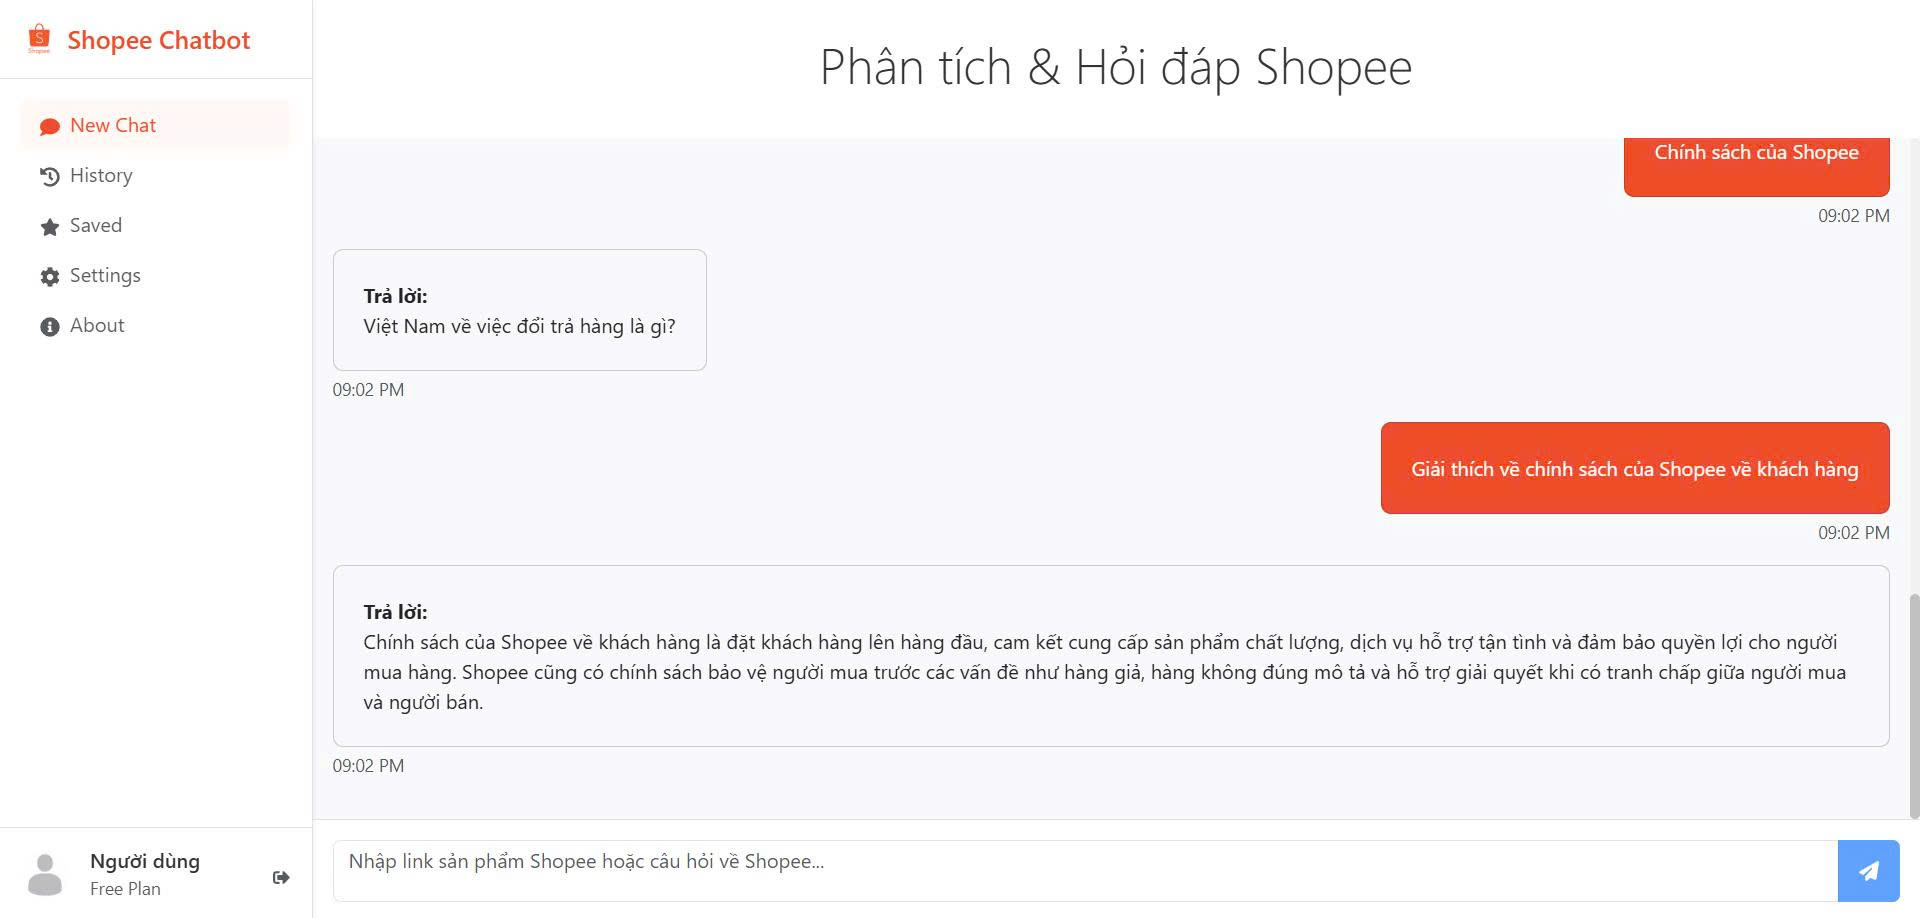 Shopee Chatbot
New Chat
History
Saved
Settings
About
Người dùng
Free Plan
Phân tích & Hỏi đáp Shopee
Chính sách của Shopee
09:02 PM
Trả lời:
Việt Nam về việc đổi trả hàng là gì?
09:02 PM
Giải thích về chính sách của Shopee về khách hàng
09:02 PM
Trả lời:
Chính sách của Shopee về khách hàng là đặt khách hàng lên hàng đầu, cam kết cung cấp sản phẩm chất lượng, dịch vụ hỗ trợ tận tình và đảm bảo quyền lợi cho người
mua hàng. Shopee cũng có chính sách bảo vệ người mua trước các vấn đề như hàng giả, hàng không đúng mô tả và hỗ trợ giải quyết khi có tranh chấp giữa người mua
và người bán.
09:02 PM
Nhập link sản phẩm Shopee hoặc câu hỏi về Shopee...